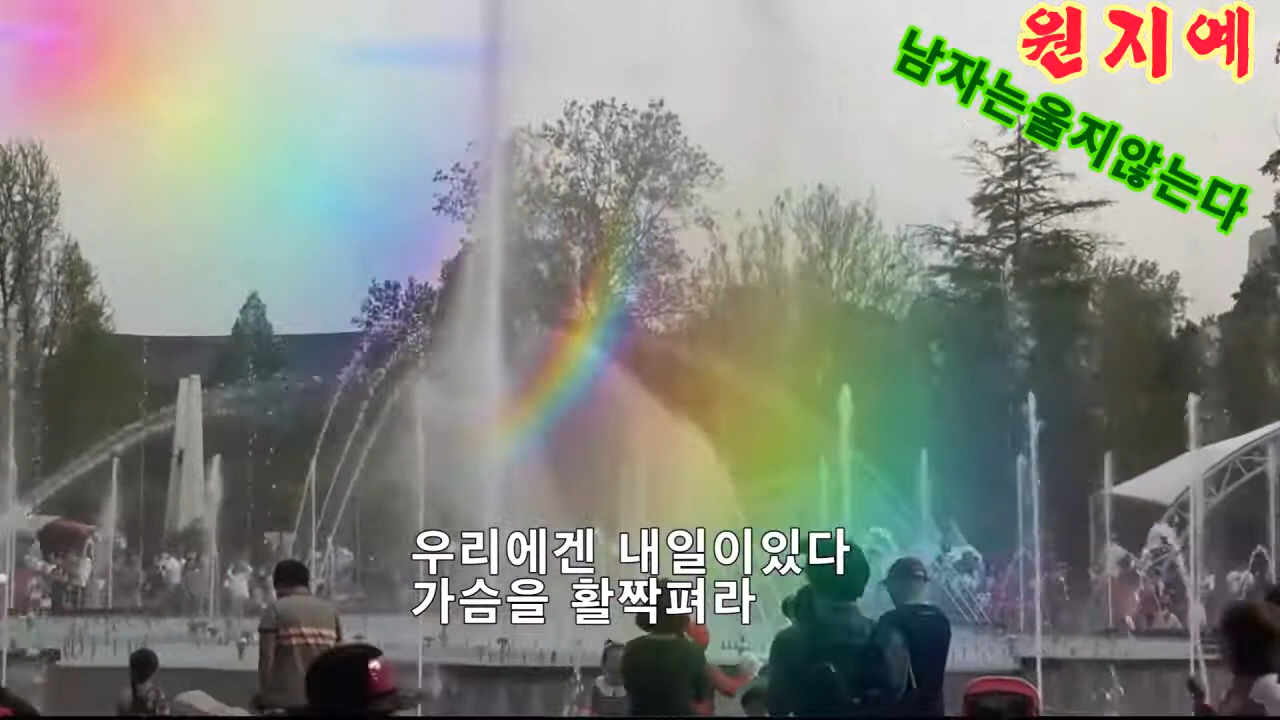 원지예
남자는울지않는다
우리에겐 내일이있다
가슴을 활짝펴라